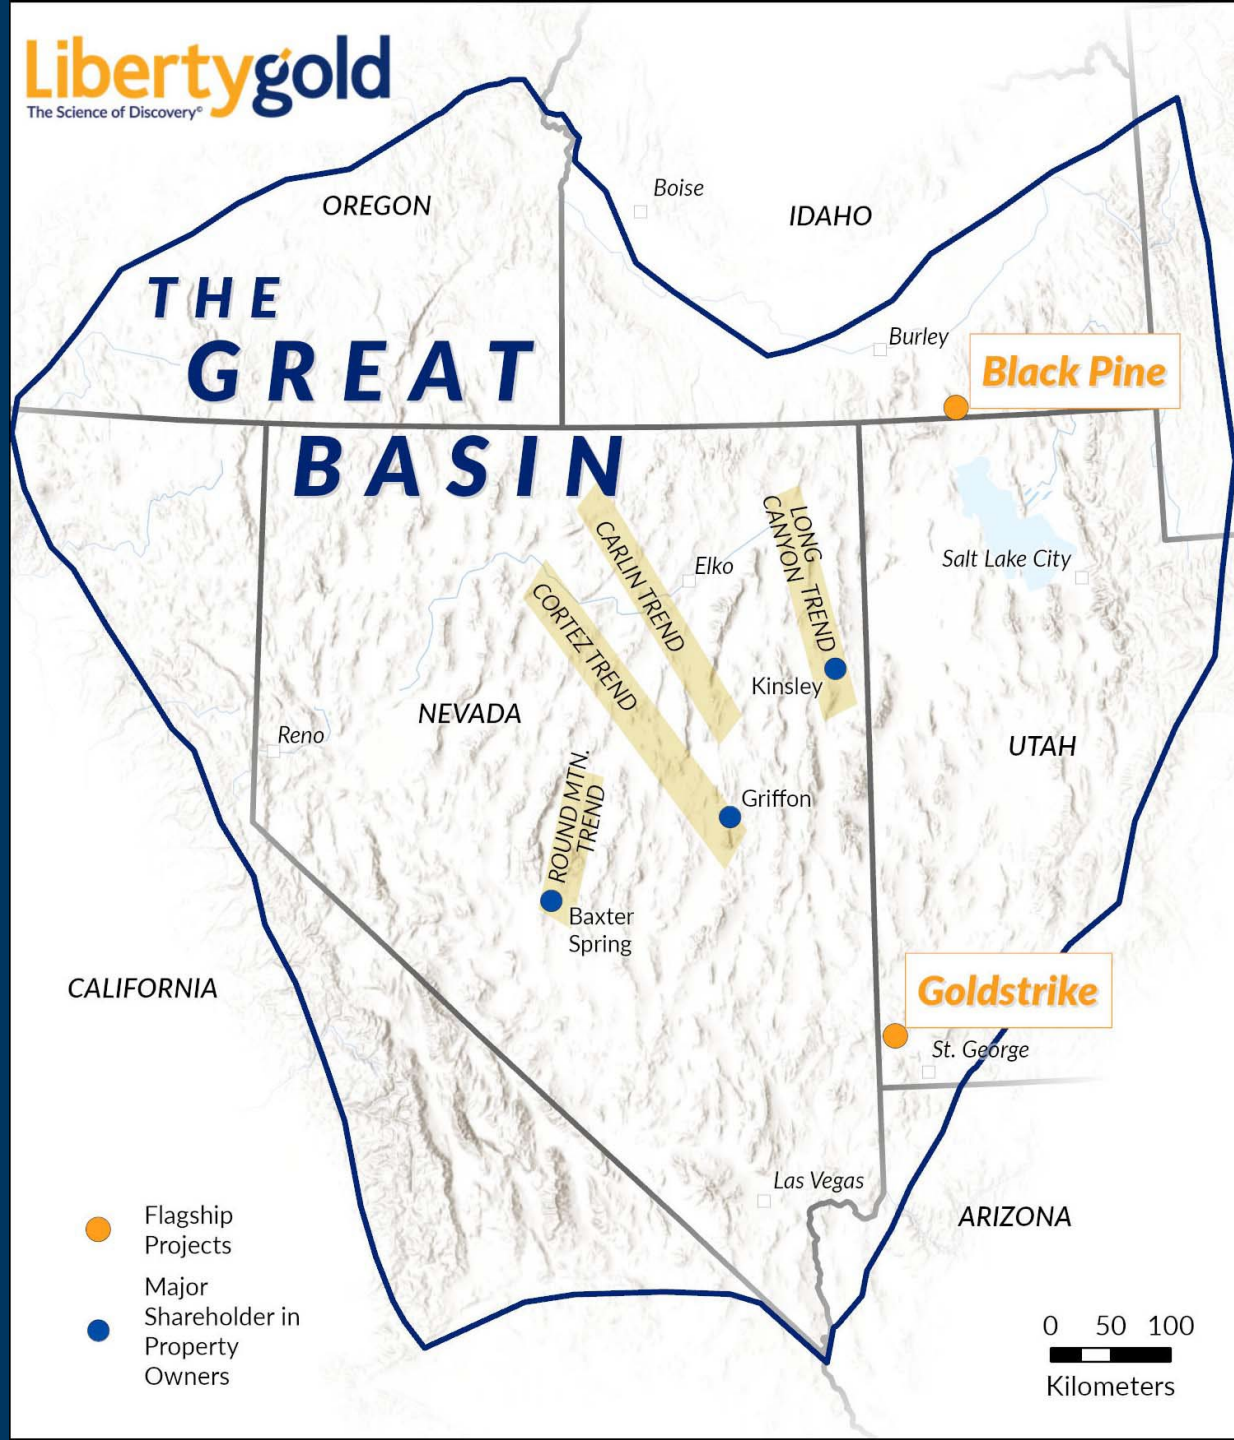 Libertygold
The Science of Discovery©
OREGON
Boise
IDAHO
THE
GREAT
BASIN
Burley
Black Pine
CARLIN TREND
LONG
CANYON TREND
Elko
Salt Lake City
CORTEZ TREND
Kinsley
NEVADA
Reno
UTAH
ROUND MTN.
TREND
Griffon
Baxter
Spring
CALIFORNIA
Goldstrike
St. George
Las Vegas
ARIZONA
Flagship
Projects
Major
Shareholder in
Property
Owners
0 50 100
Kilometers